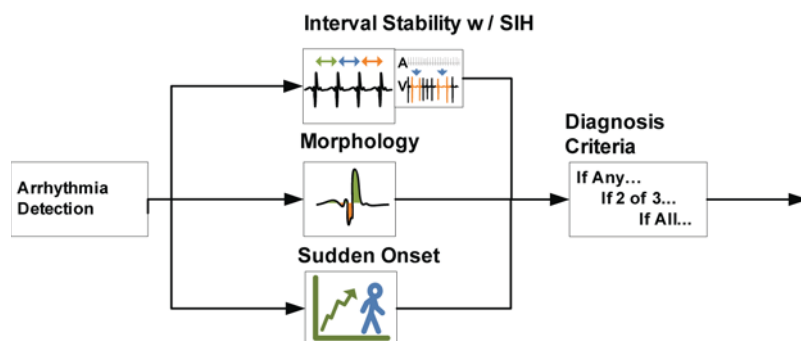 Interval Stability w / SIH
A
V
Morphology
Arrhythmia
Detection
Sudden Onset
Diagnosis
Criteria
If Any...
If 2 of 3...
If All...